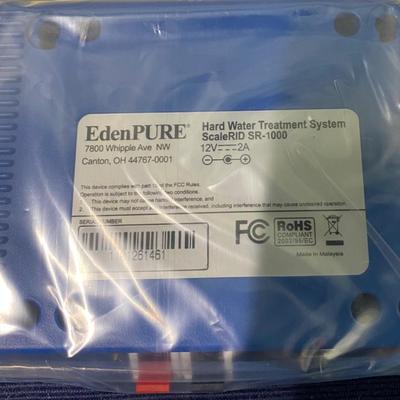 EdenPURE®
7800 Whipple Ave NW
Canton, OH 44767-0001
Hard Water Treatment System
ScaleRID SR-1000
12V 2A
This device complies with part 15 of the FCC Rules.
Operation is subject to the following two conditions:
1. This device may not cause harmful interference, and
2. This device must accept any interference received, including interference that may cause undesired operation.
SERIAL NUMBER
1261461
FC
RoHS
COMPLIANT
2002/95/EC
Made in Malaysia